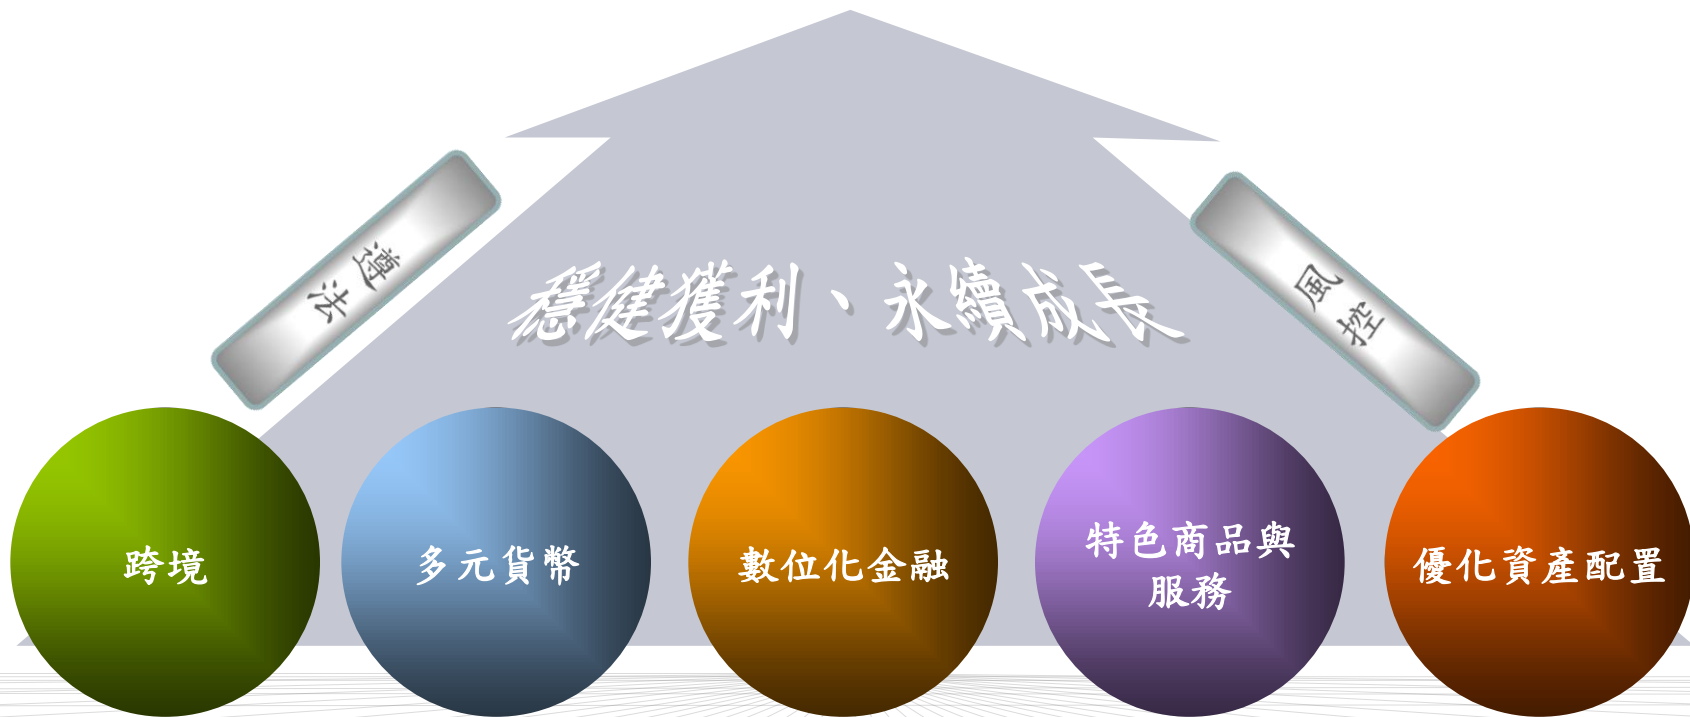 遵法
風控
穩健獲利、永續成長
跨境
多元貨幣
數位化金融
特色商品與
服務
優化資產配置